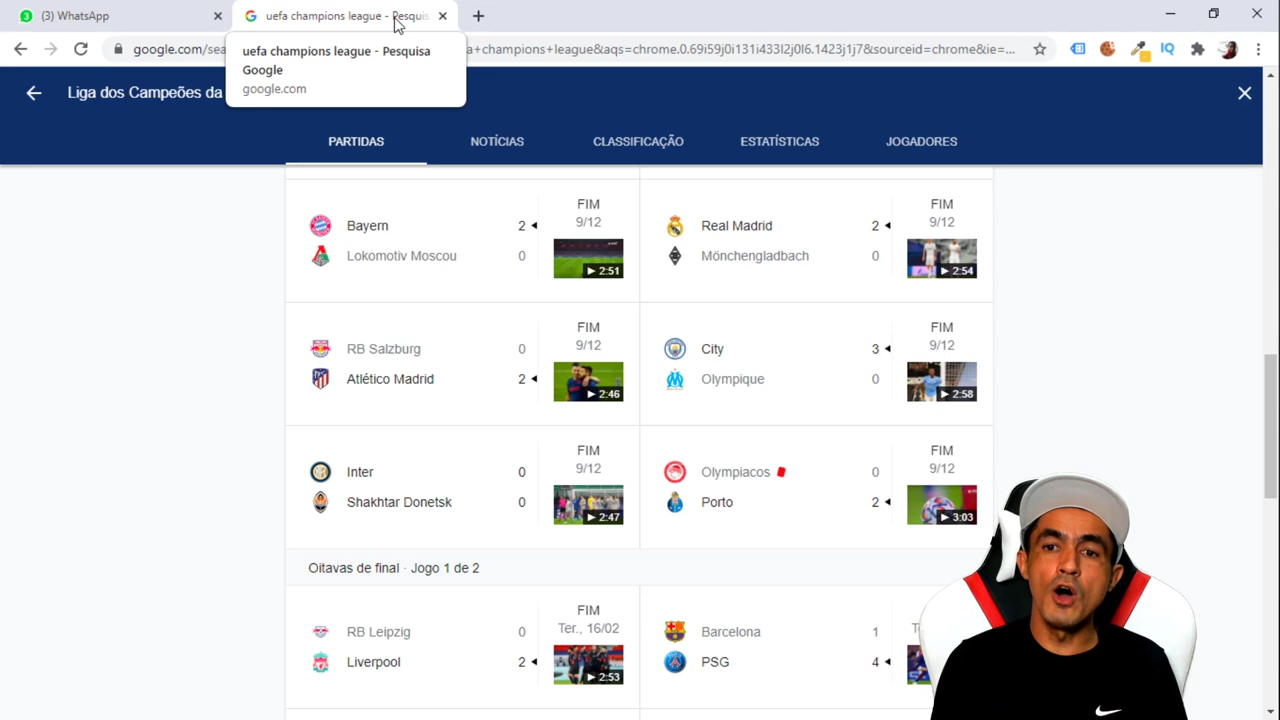 (3) WhatsApp
uefa champions league - Pesquis
google.com/sea
a+champions+league&aqs=chrome.0.69i59j0i131i433l2j0l6.1423j1j7&sourceid=chrome&ie=...
uefa champions league - Pesquisa
Google
google.com
Liga dos Campeões da
PARTIDAS NOTÍCIAS CLASSIFICAÇÃO ESTATÍSTICAS JOGADORES
FIM
9/12
Bayern 2
Lokomotiv Moscou 0
2:51
FIM
9/12
Real Madrid 2
Mönchengladbach 0
2:54
FIM
9/12
RB Salzburg 0
Atlético Madrid 2
2:46
FIM
9/12
City 3
Olympique 0
2:58
FIM
9/12
Inter 0
Shakhtar Donetsk 0
2:47
FIM
9/12
Olympiacos 0
Porto 2
3:03
Oitavas de final · Jogo 1 de 2
FIM
Ter., 16/02
RB Leipzig 0
Liverpool 2
2:53
Barcelona 1
PSG 4